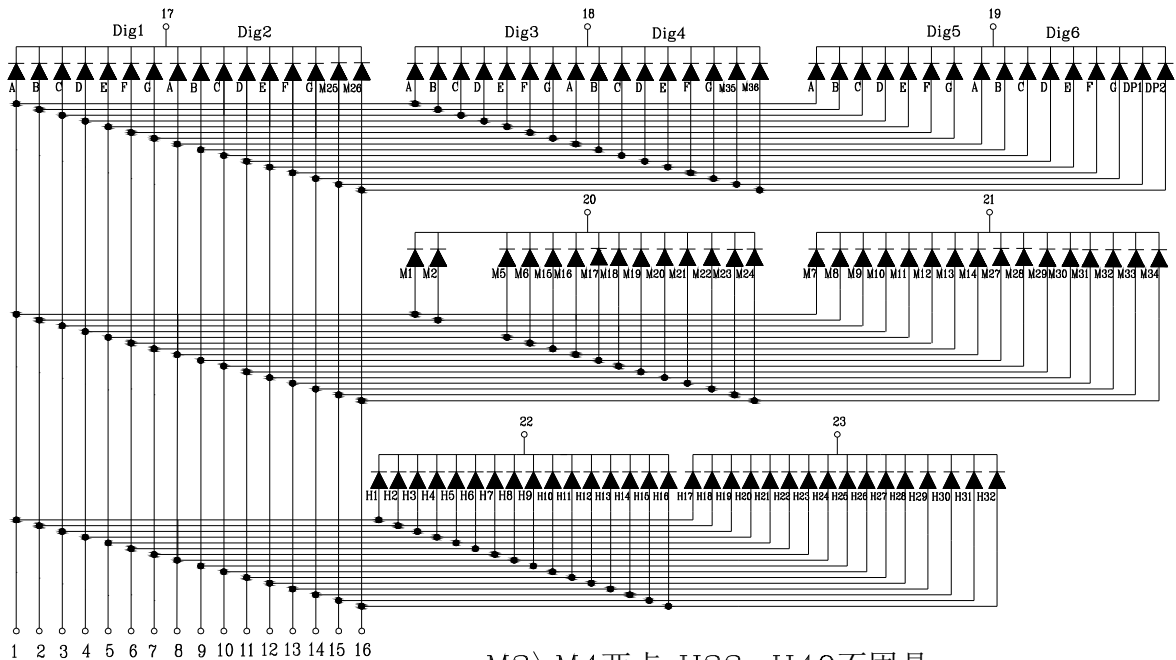 17 18 19
Dig1 Dig2 Dig3 Dig4 Dig5 Dig6
A B C D E F G A B C D E F G M25 M26 A B C D E F G A B C D E F G M35 M36 A B C D E F G A B C D E F G DP1 DP2
20 21
M1 M2 M5 M6 M15 M16 M17 M18 M19 M20 M21 M22 M23 M24 M7 M8 M9 M10 M11 M12 M13 M14 M27 M28 M29 M30 M31 M32 M33 M34
22 23
H1 H2 H3 H4 H5 H6 H7 H8 H9 H10 H11 H12 H13 H14 H15 H16 H17 H18 H19 H20 H21 H22 H23 H24 H25 H26 H27 H28 H29 H30 H31 H32
1 2 3 4 5 6 7 8 9 10 11 12 13 14 15 16